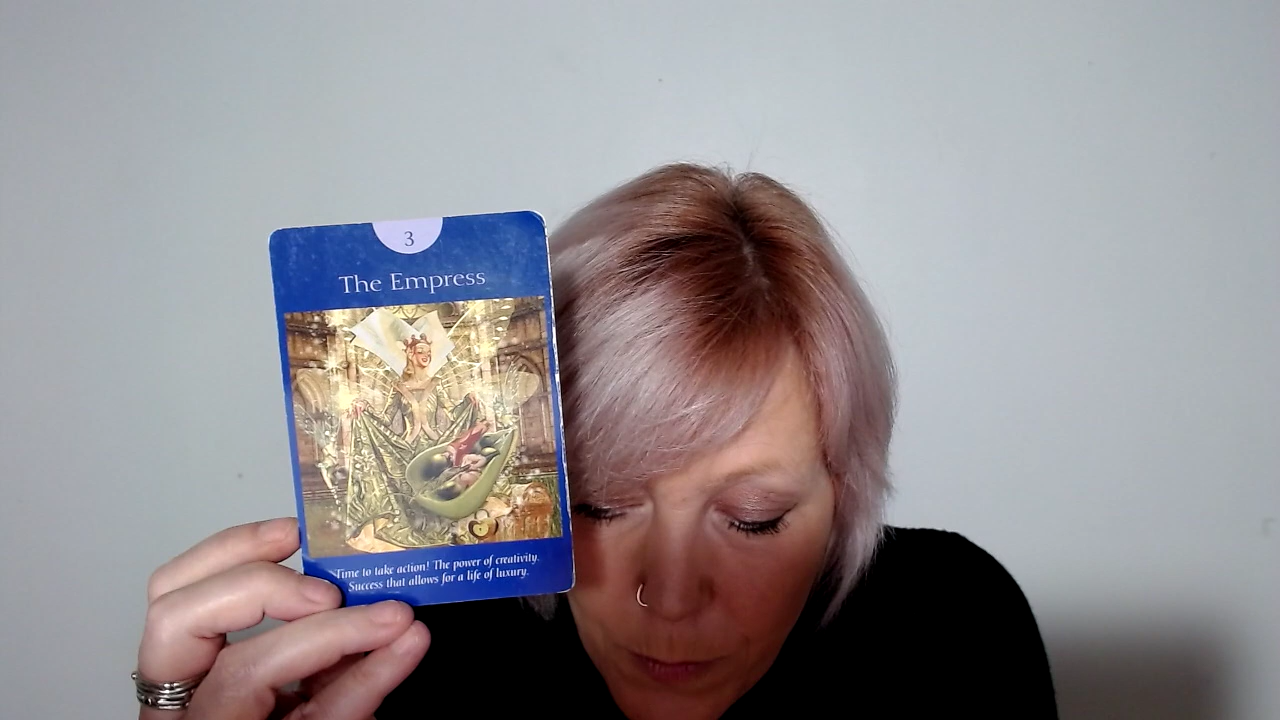 3
The Empress
Time to take action! The power of creativity.
Success that allows for a life of luxury.